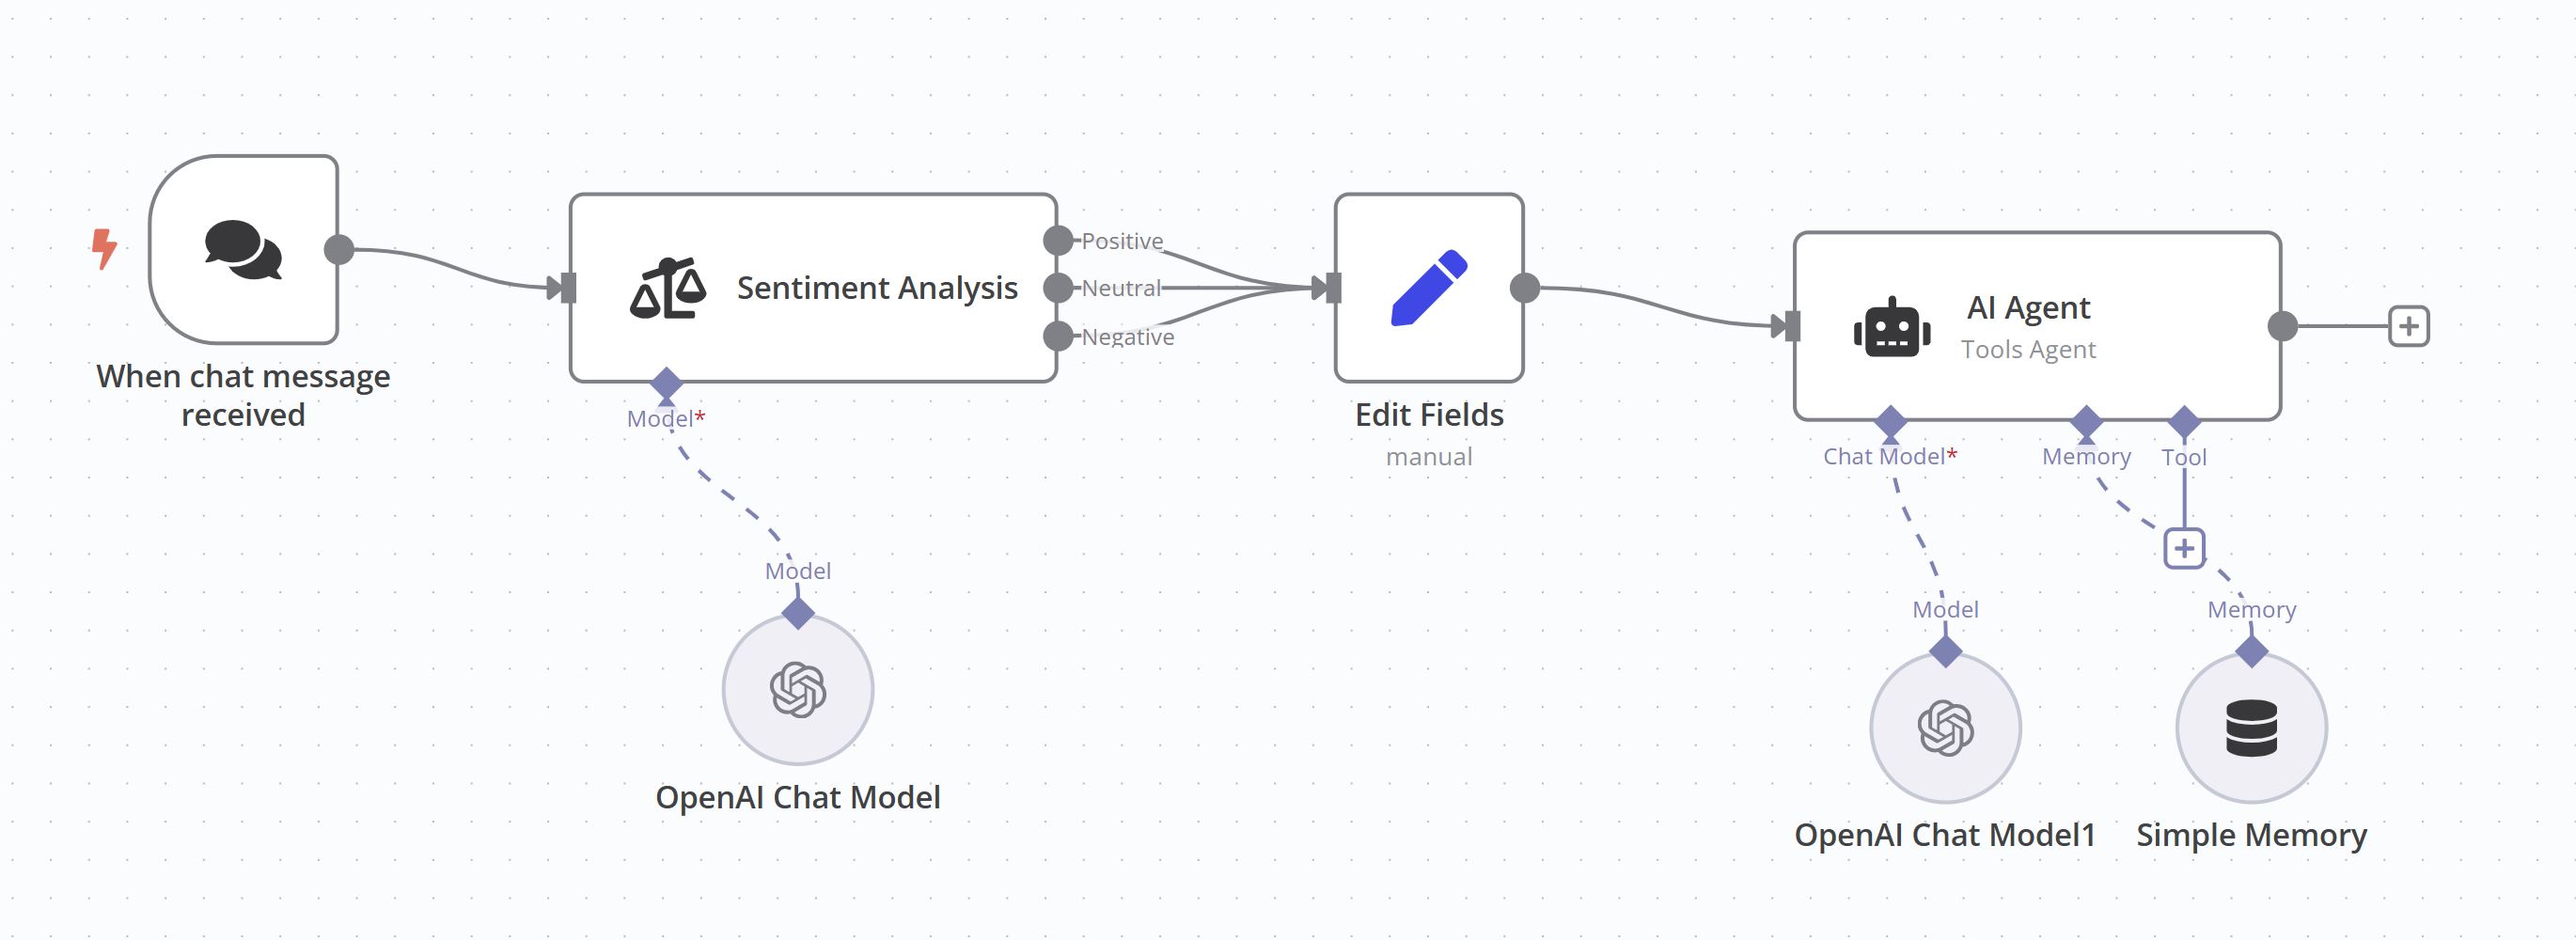 When chat message
received
Sentiment Analysis
Positive
Neutral
Negative
Model*
Model
OpenAI Chat Model
Edit Fields
manual
AI Agent
Tools Agent
Chat Model*
Memory
Tool
Model
Memory
OpenAI Chat Model1
Simple Memory